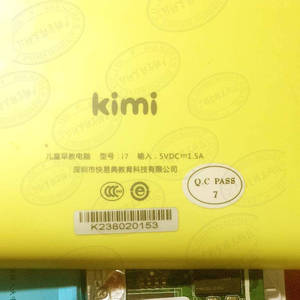 kimi
儿童早教电脑 型号：i7 输入：5VDC⎓1.5A
深圳市快易典教育科技有限公司
Q.C PASS
7
K238020153